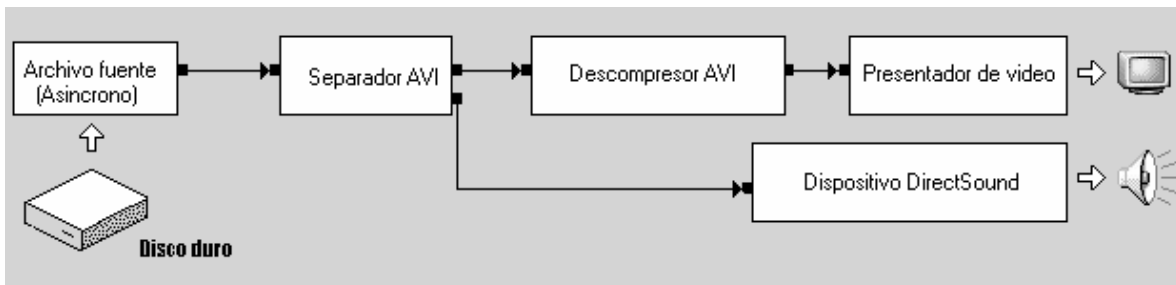 Archivo fuente
(Asincrono)
Separador AVI
Descompresor AVI
Presentador de video
Dispositivo DirectSound
Disco duro